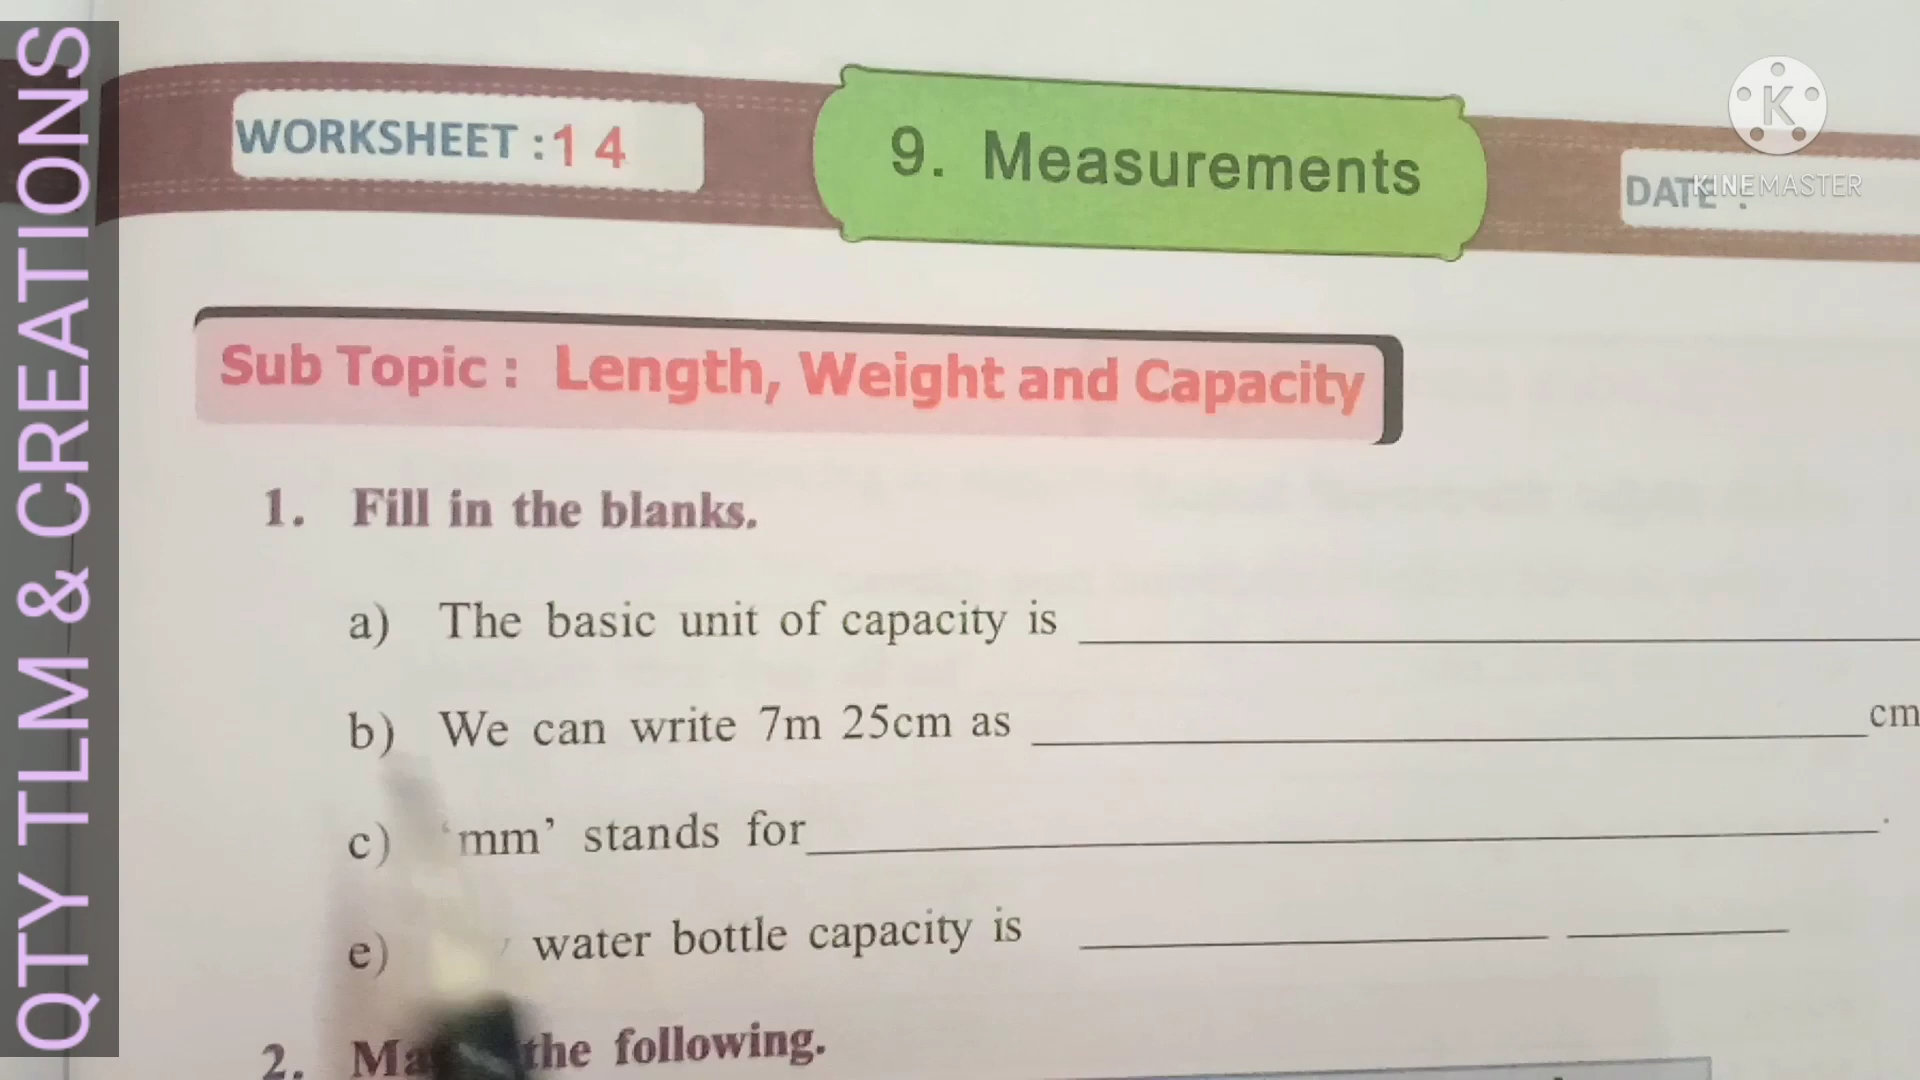 QTY TLM & CREATIONS
WORKSHEET : 14
9. Measurements
DATE :
KINEMASTER
Sub Topic : Length, Weight and Capacity
1. Fill in the blanks.
a) The basic unit of capacity is
b) We can write 7m 25cm as cm
c) ‘mm’ stands for .
e) water bottle capacity is
2. the following.